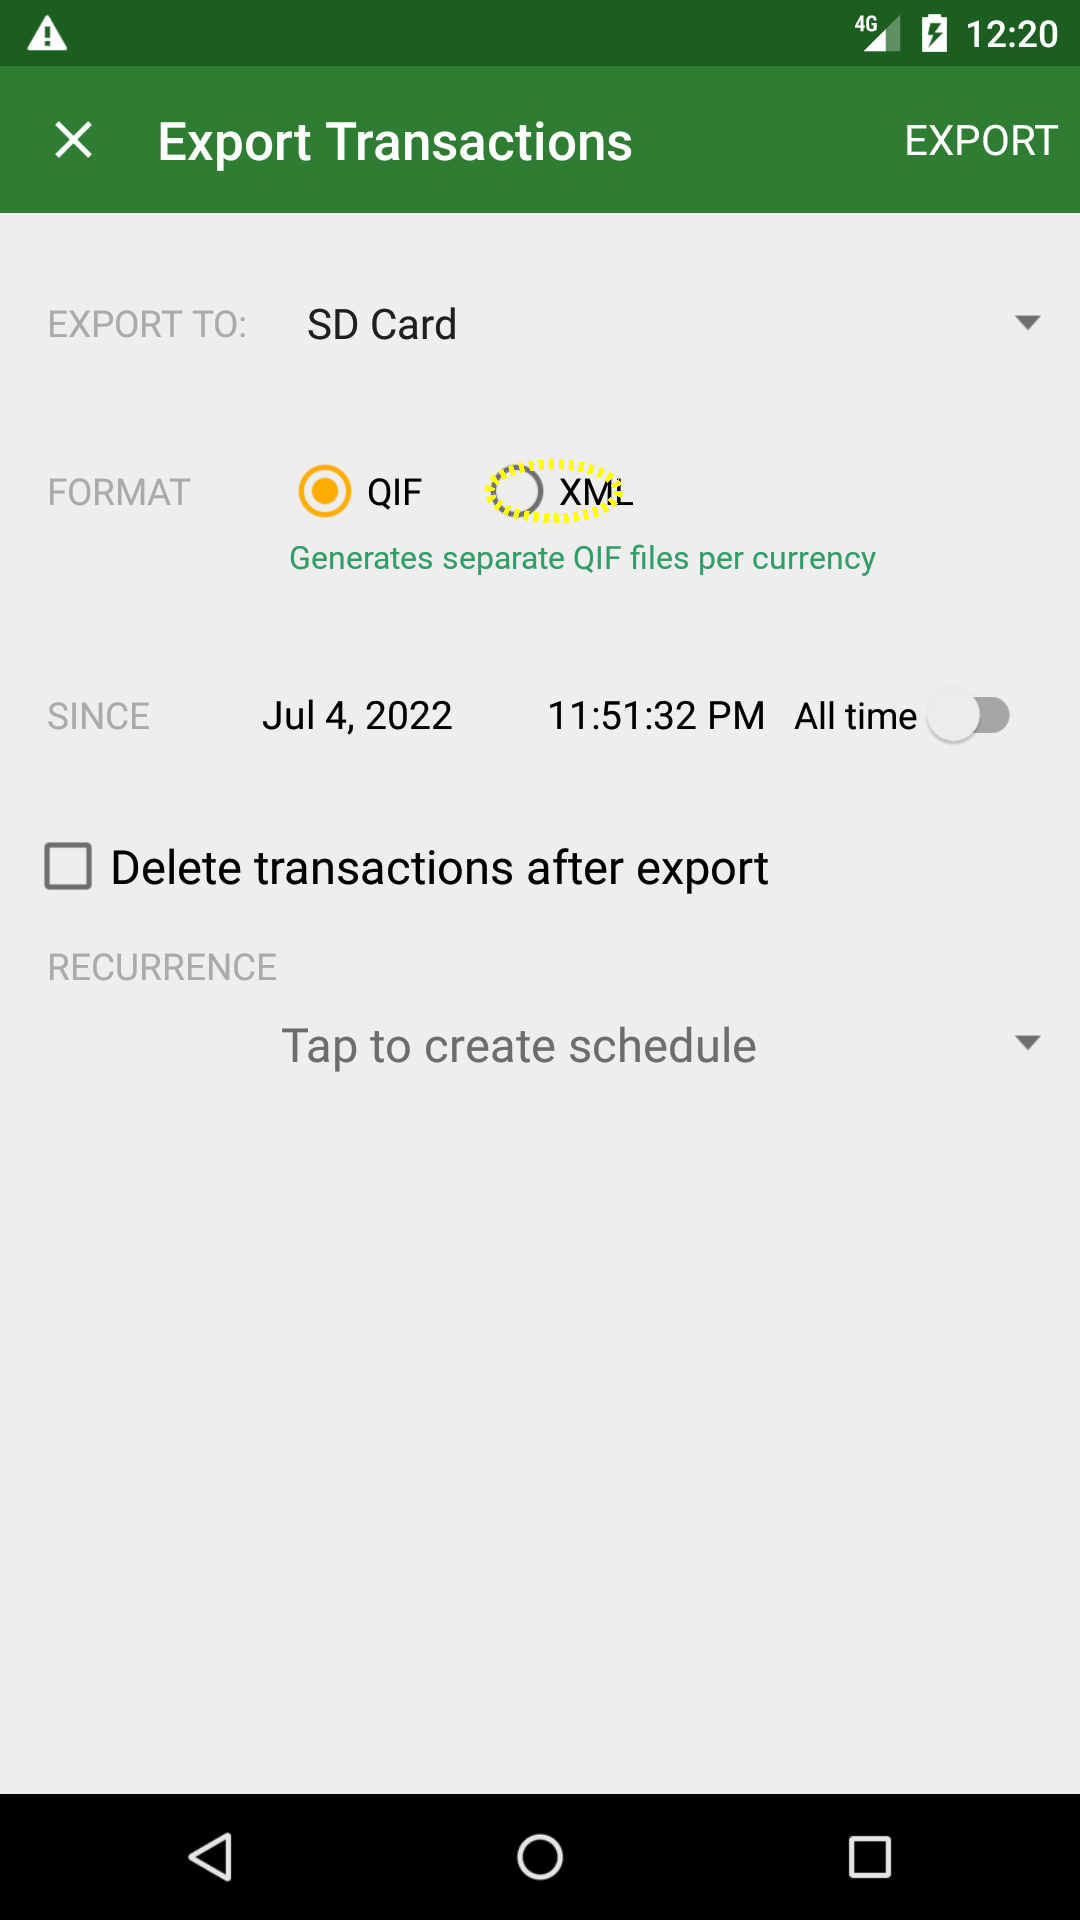 4G 12:20
Export Transactions EXPORT
EXPORT TO: SD Card
FORMAT QIF XML
Generates separate QIF files per currency
SINCE Jul 4, 2022 11:51:32 PM All time
Delete transactions after export
RECURRENCE
Tap to create schedule